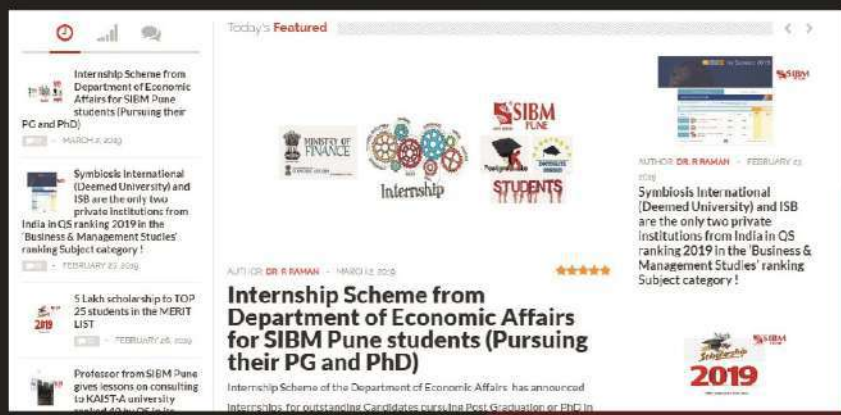 Today's Featured
Internship Scheme from
Department of Economic
Affairs for SIBM Pune
students (Pursuing their
PG and PhD)
MARCH 2, 2019
Symbiosis International
(Deemed University) and
ISB are the only two
private institutions from
India in QS ranking 2019 in the
'Business & Management Studies'
ranking Subject category !
FEBRUARY 27, 2019
5 Lakh scholarship to TOP
25 students in the MERIT
LIST
2019
FEBRUARY 26, 2019
Professor from SIBM Pune
gives lessons on consulting
to KAIST-A university
MINISTRY OF
FINANCE
Internship
SIBM
PUNE
Postgraduate
STUDENTS
AUTHOR: DR. R RAMAN - MARCH 2, 2019
Internship Scheme from
Department of Economic Affairs
for SIBM Pune students (Pursuing
their PG and PhD)
Internship Scheme of the Department of Economic Affairs has announced
Internships for outstanding Candidates pursuing Post Graduation or PhD in
SIBM
AUTHOR: DR. R RAMAN - FEBRUARY
2019
Symbiosis International
(Deemed University) and ISB
are the only two private
institutions from India in QS
ranking 2019 in the 'Business &
Management Studies' ranking
Subject category !
SIBM
Scholarship
2019